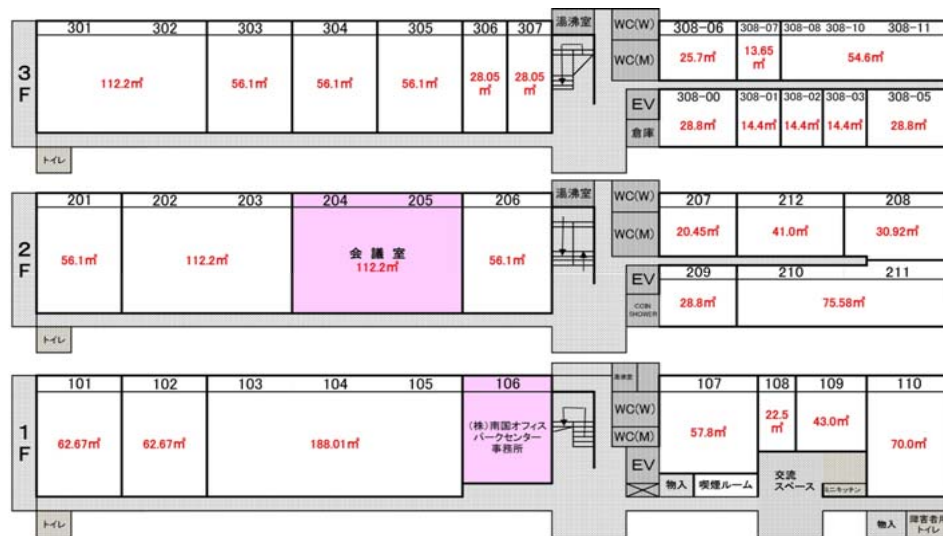 3F
301 302 303 304 305 306 307 湯沸室 WC(W) 308-06 308-07 308-08 308-10 308-11
112.2㎡ 56.1㎡ 56.1㎡ 56.1㎡ 28.05㎡ 28.05㎡ WC(M) 25.7㎡ 13.65㎡ 54.6㎡
EV 308-00 308-01 308-02 308-03 308-05
倉庫 28.8㎡ 14.4㎡ 14.4㎡ 14.4㎡ 28.8㎡
トイレ
2F
201 202 203 204 205 206 湯沸室 WC(W) 207 212 208
56.1㎡ 112.2㎡ 会議室 112.2㎡ 56.1㎡ WC(M) 20.45㎡ 41.0㎡ 30.92㎡
EV 209 210 211
COIN SHOWER 28.8㎡ 75.58㎡
トイレ
1F
101 102 103 104 105 106 湯沸室 107 108 109 110
62.67㎡ 62.67㎡ 188.01㎡
(株)南国オフィス
パークセンター
事務所
WC(W) 57.8㎡ 22.5㎡ 43.0㎡ 70.0㎡
WC(M)
EV 物入 喫煙ルーム
交流
スペース
ミニキッチン
トイレ 物入
障害者用
トイレ